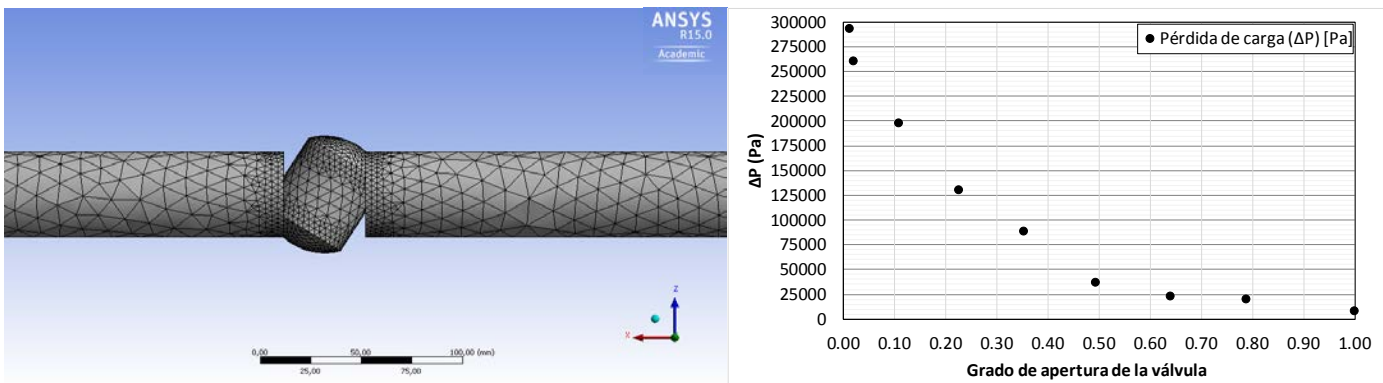 ANSYS
R15.0
Academic
z
x
0,00 50,00 100,00 (mm)
25,00 75,00
300000
275000
250000
225000
200000
175000
150000
125000
100000
75000
50000
25000
0
ΔP (Pa)
Pérdida de carga (ΔP) [Pa]
0.00 0.10 0.20 0.30 0.40 0.50 0.60 0.70 0.80 0.90 1.00
Grado de apertura de la válvula